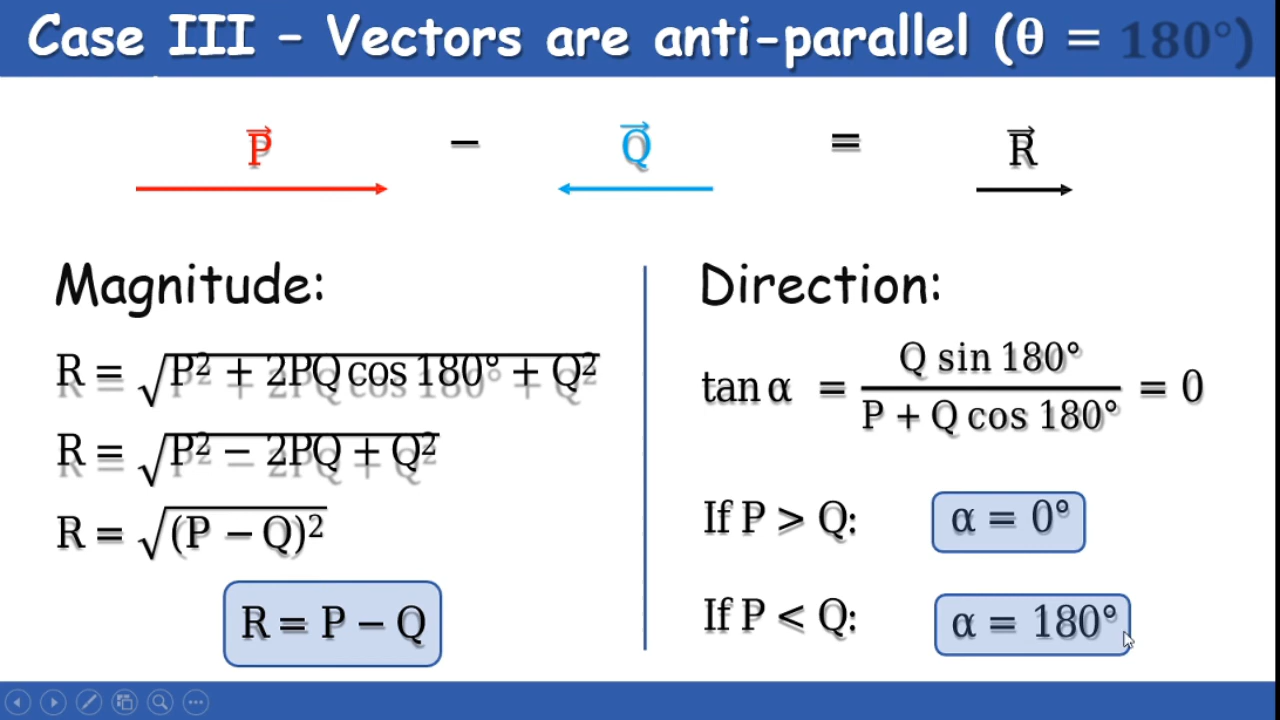 Case III – Vectors are anti-parallel (θ = 180°)
P⃗ − Q⃗ = R⃗
Magnitude:
R = √(P² + 2PQ cos 180° + Q²)
R = √(P² − 2PQ + Q²)
R = √((P − Q)²)
R = P − Q
Direction:
tan α = (Q sin 180°)/(P + Q cos 180°) = 0
If P > Q: α = 0°
If P < Q: α = 180°